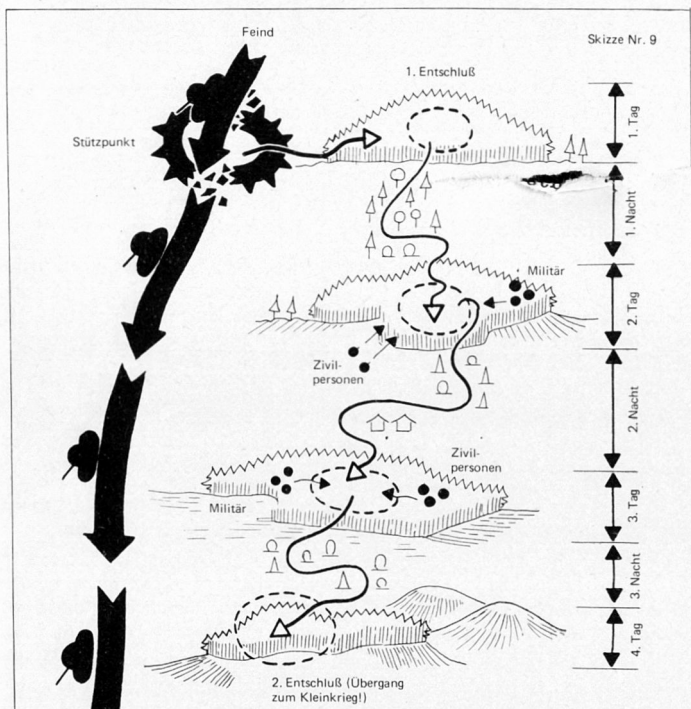 Feind
Skizze Nr. 9
1. Entschluß
Stützpunkt
1. Tag
1. Nacht
Militär
2. Tag
Zivil-
personen
2. Nacht
Zivil-
personen
Militär
3. Tag
3. Nacht
4. Tag
2. Entschluß (Übergang
zum Kleinkrieg!)